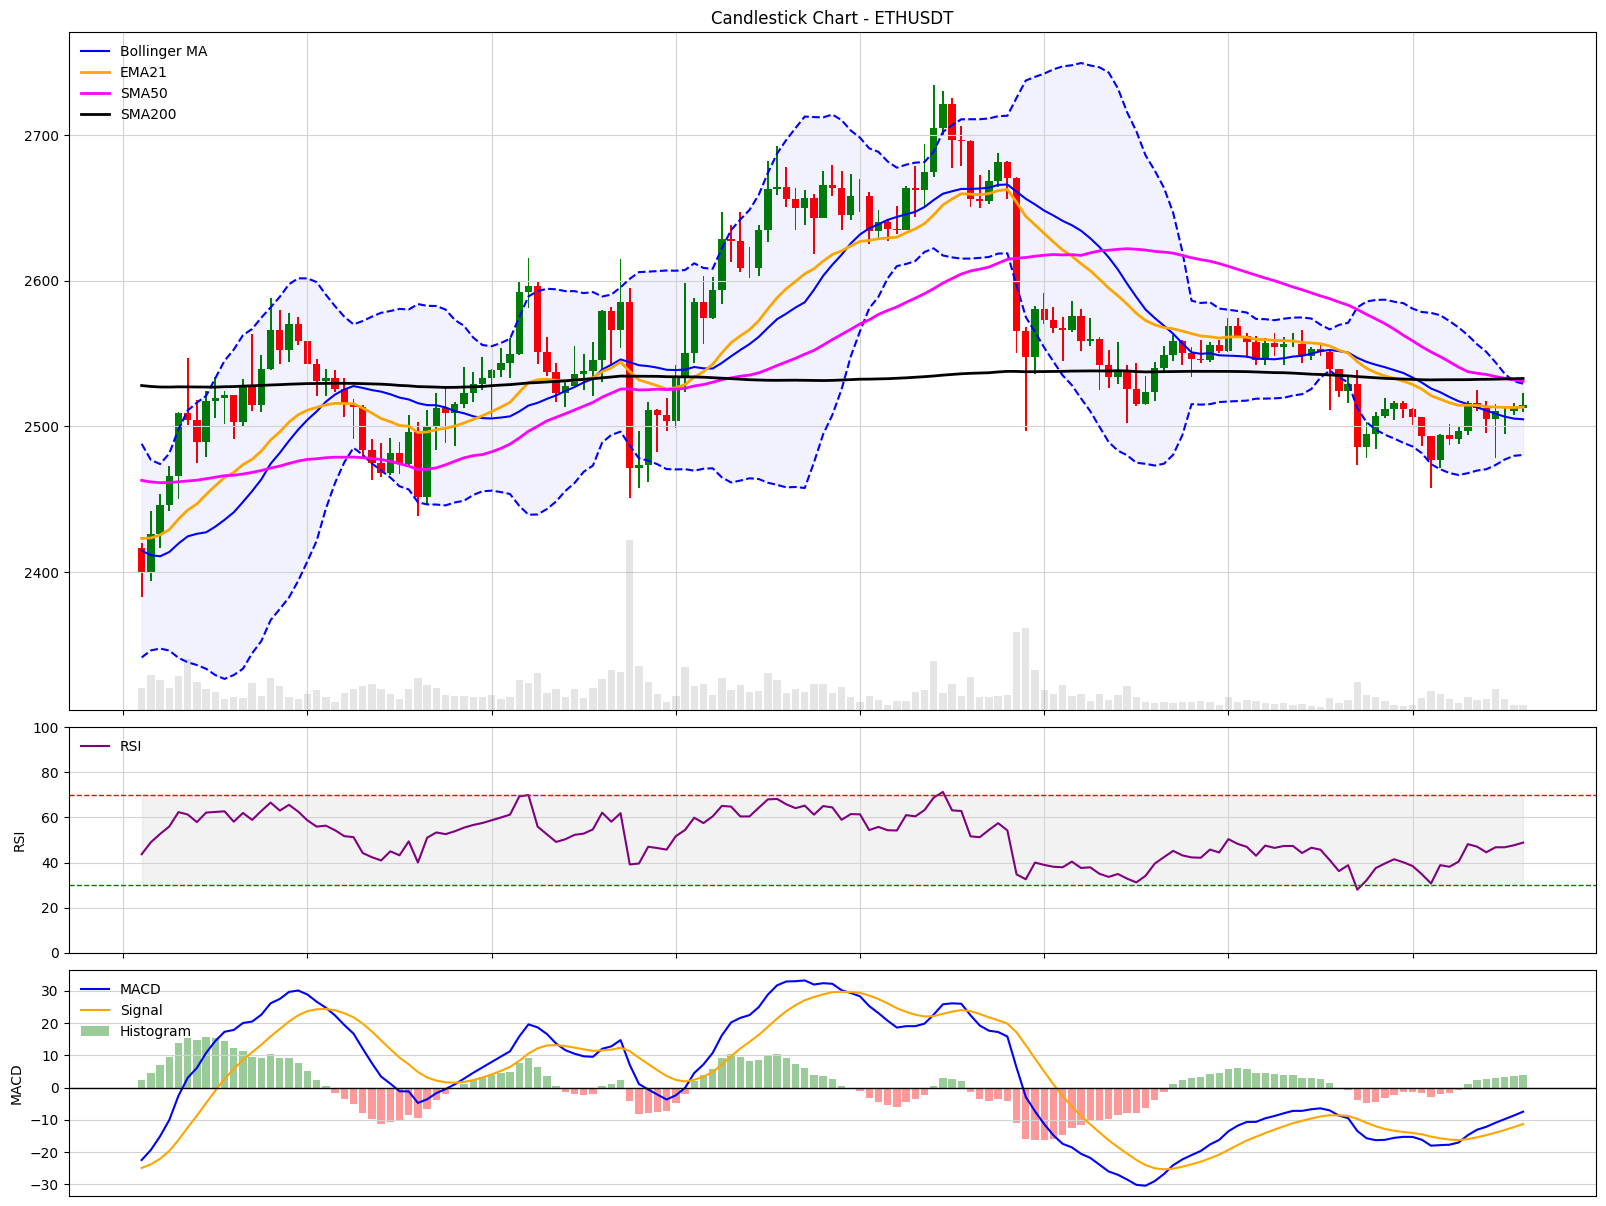 Candlestick Chart - ETHUSDT
Bollinger MA
EMA21
SMA50
SMA200
2700
2600
2500
2400
100
80
60
40
20
0
RSI
RSI
30
20
10
0
−10
−20
−30
MACD
MACD
Signal
Histogram